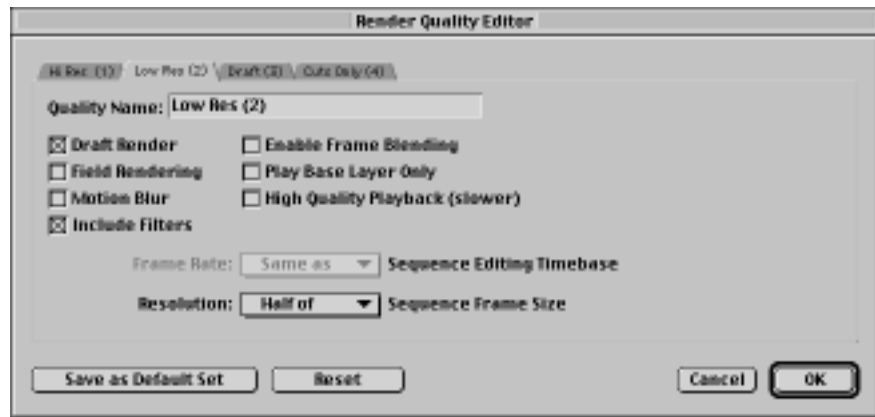 Render Quality Editor
Hi Res (1) Low Res (2) Draft (3) Cuts Only (4)
Quality Name: Low Res (2)
Draft Render Enable Frame Blending
Field Rendering Play Base Layer Only
Motion Blur High Quality Playback (slower)
Include Filters
Frame Rate: Same as Sequence Editing Timebase
Resolution: Half of Sequence Frame Size
Save as Default Set Reset Cancel OK